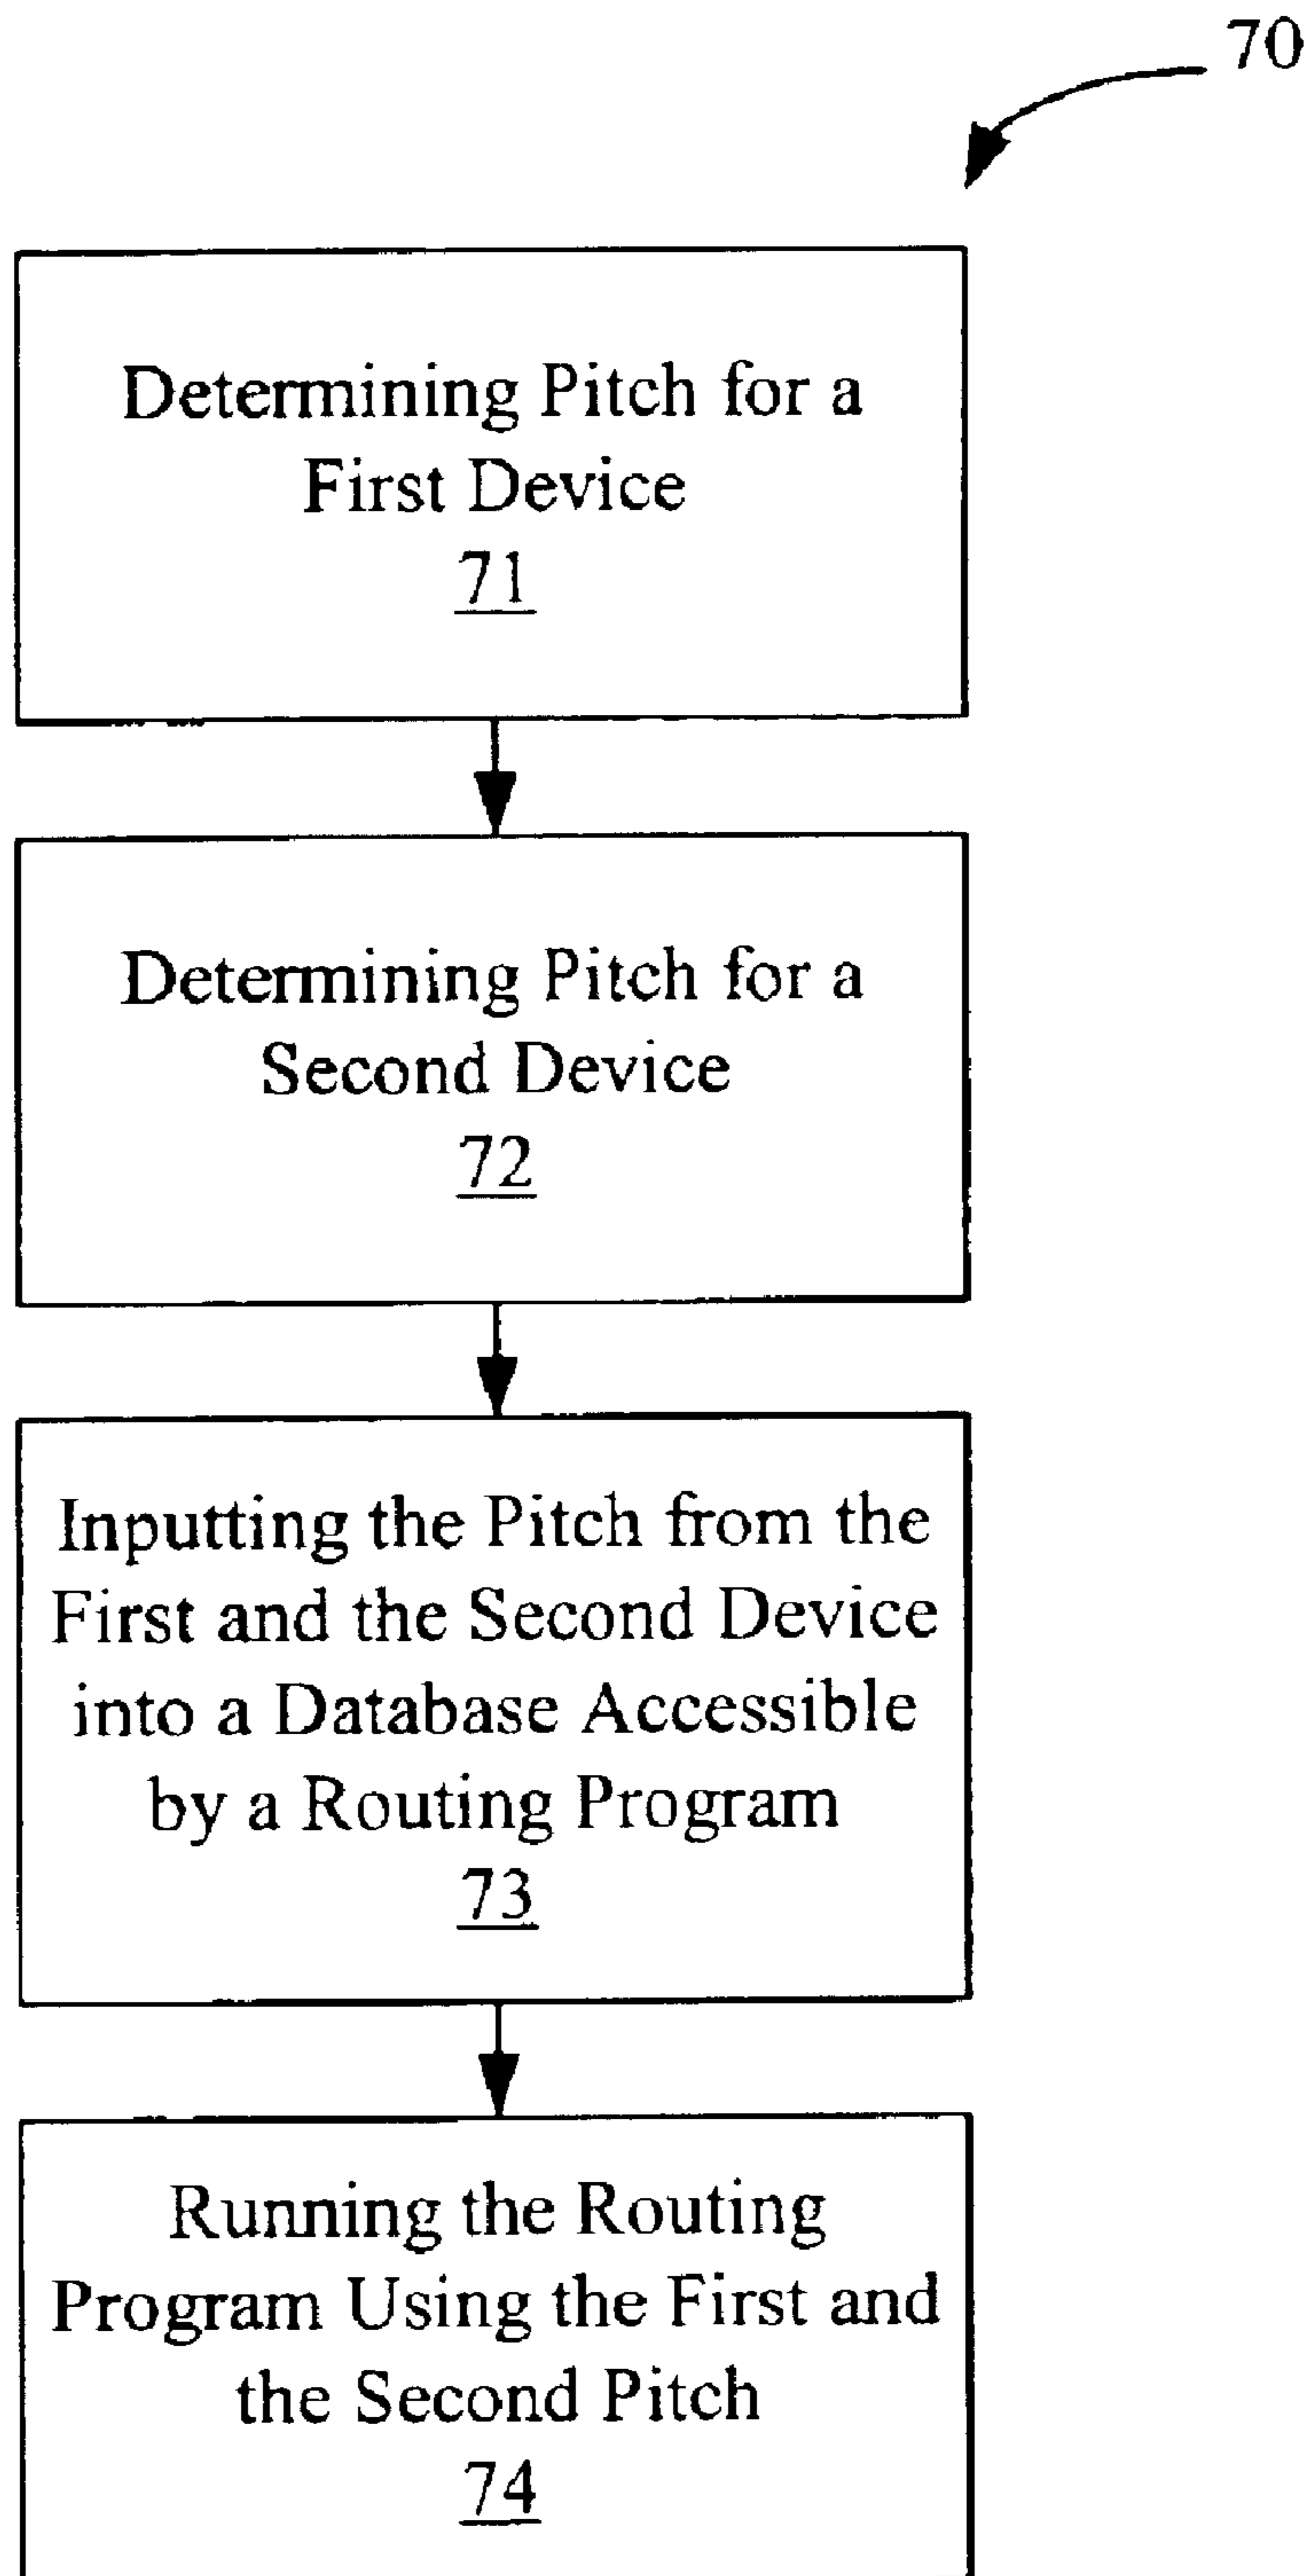 70
Determining Pitch for a
First Device
71
Determining Pitch for a
Second Device
72
Inputting the Pitch from the
First and the Second Device
into a Database Accessible
by a Routing Program
73
Running the Routing
Program Using the First and
the Second Pitch
74